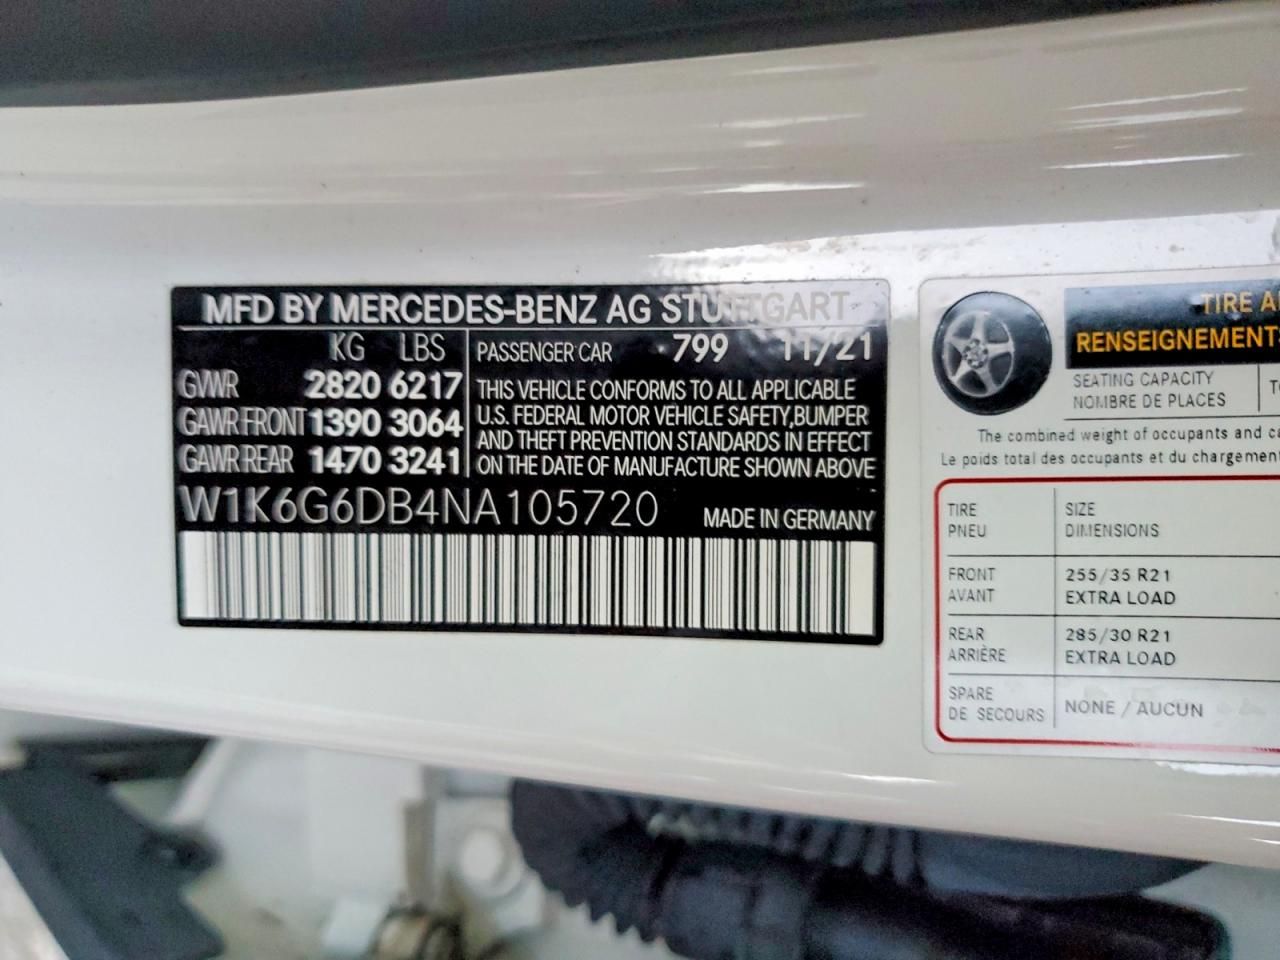 MFD BY MERCEDES-BENZ AG STUTTGART
KG LBS
GVWR 2820 6217
GAWR FRONT 1390 3064
GAWR REAR 1470 3241
PASSENGER CAR 799 11/21
THIS VEHICLE CONFORMS TO ALL APPLICABLE
U.S. FEDERAL MOTOR VEHICLE SAFETY, BUMPER
AND THEFT PREVENTION STANDARDS IN EFFECT
ON THE DATE OF MANUFACTURE SHOWN ABOVE
W1K6G6DB4NA105720 MADE IN GERMANY
TIRE A
RENSEIGNEMENTS
SEATING CAPACITY
NOMBRE DE PLACES
The combined weight of occupants and ca
Le poids total des occupants et du chargement
TIRE
PNEU
SIZE
DIMENSIONS
FRONT
AVANT
255/35 R21
EXTRA LOAD
REAR
ARRIÈRE
285/30 R21
EXTRA LOAD
SPARE
DE SECOURS
NONE / AUCUN